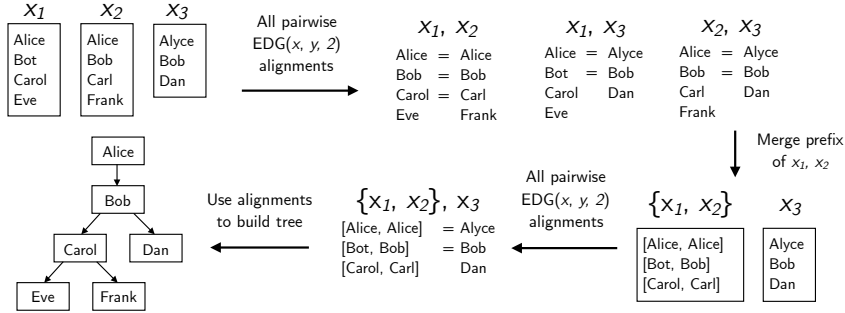 x1 x2 x3
Alice Alice Alyce
Bot Bob Bob
Carol Carl Dan
Eve Frank
All pairwise
EDG(x, y, 2)
alignments
x1, x2
Alice = Alice
Bob = Bob
Carol = Carl
Eve Frank
x1, x3
Alice = Alyce
Bot = Bob
Carol Dan
Eve
x2, x3
Alice = Alyce
Bob = Bob
Carl Dan
Frank
Merge prefix
of x1, x2
{x1, x2} x3
[Alice, Alice] Alyce
[Bot, Bob] Bob
[Carol, Carl] Dan
All pairwise
EDG(x, y, 2)
alignments
{x1, x2}, x3
[Alice, Alice] = Alyce
[Bot, Bob] = Bob
[Carol, Carl] Dan
Use alignments
to build tree
Alice
Bob
Carol Dan
Eve Frank